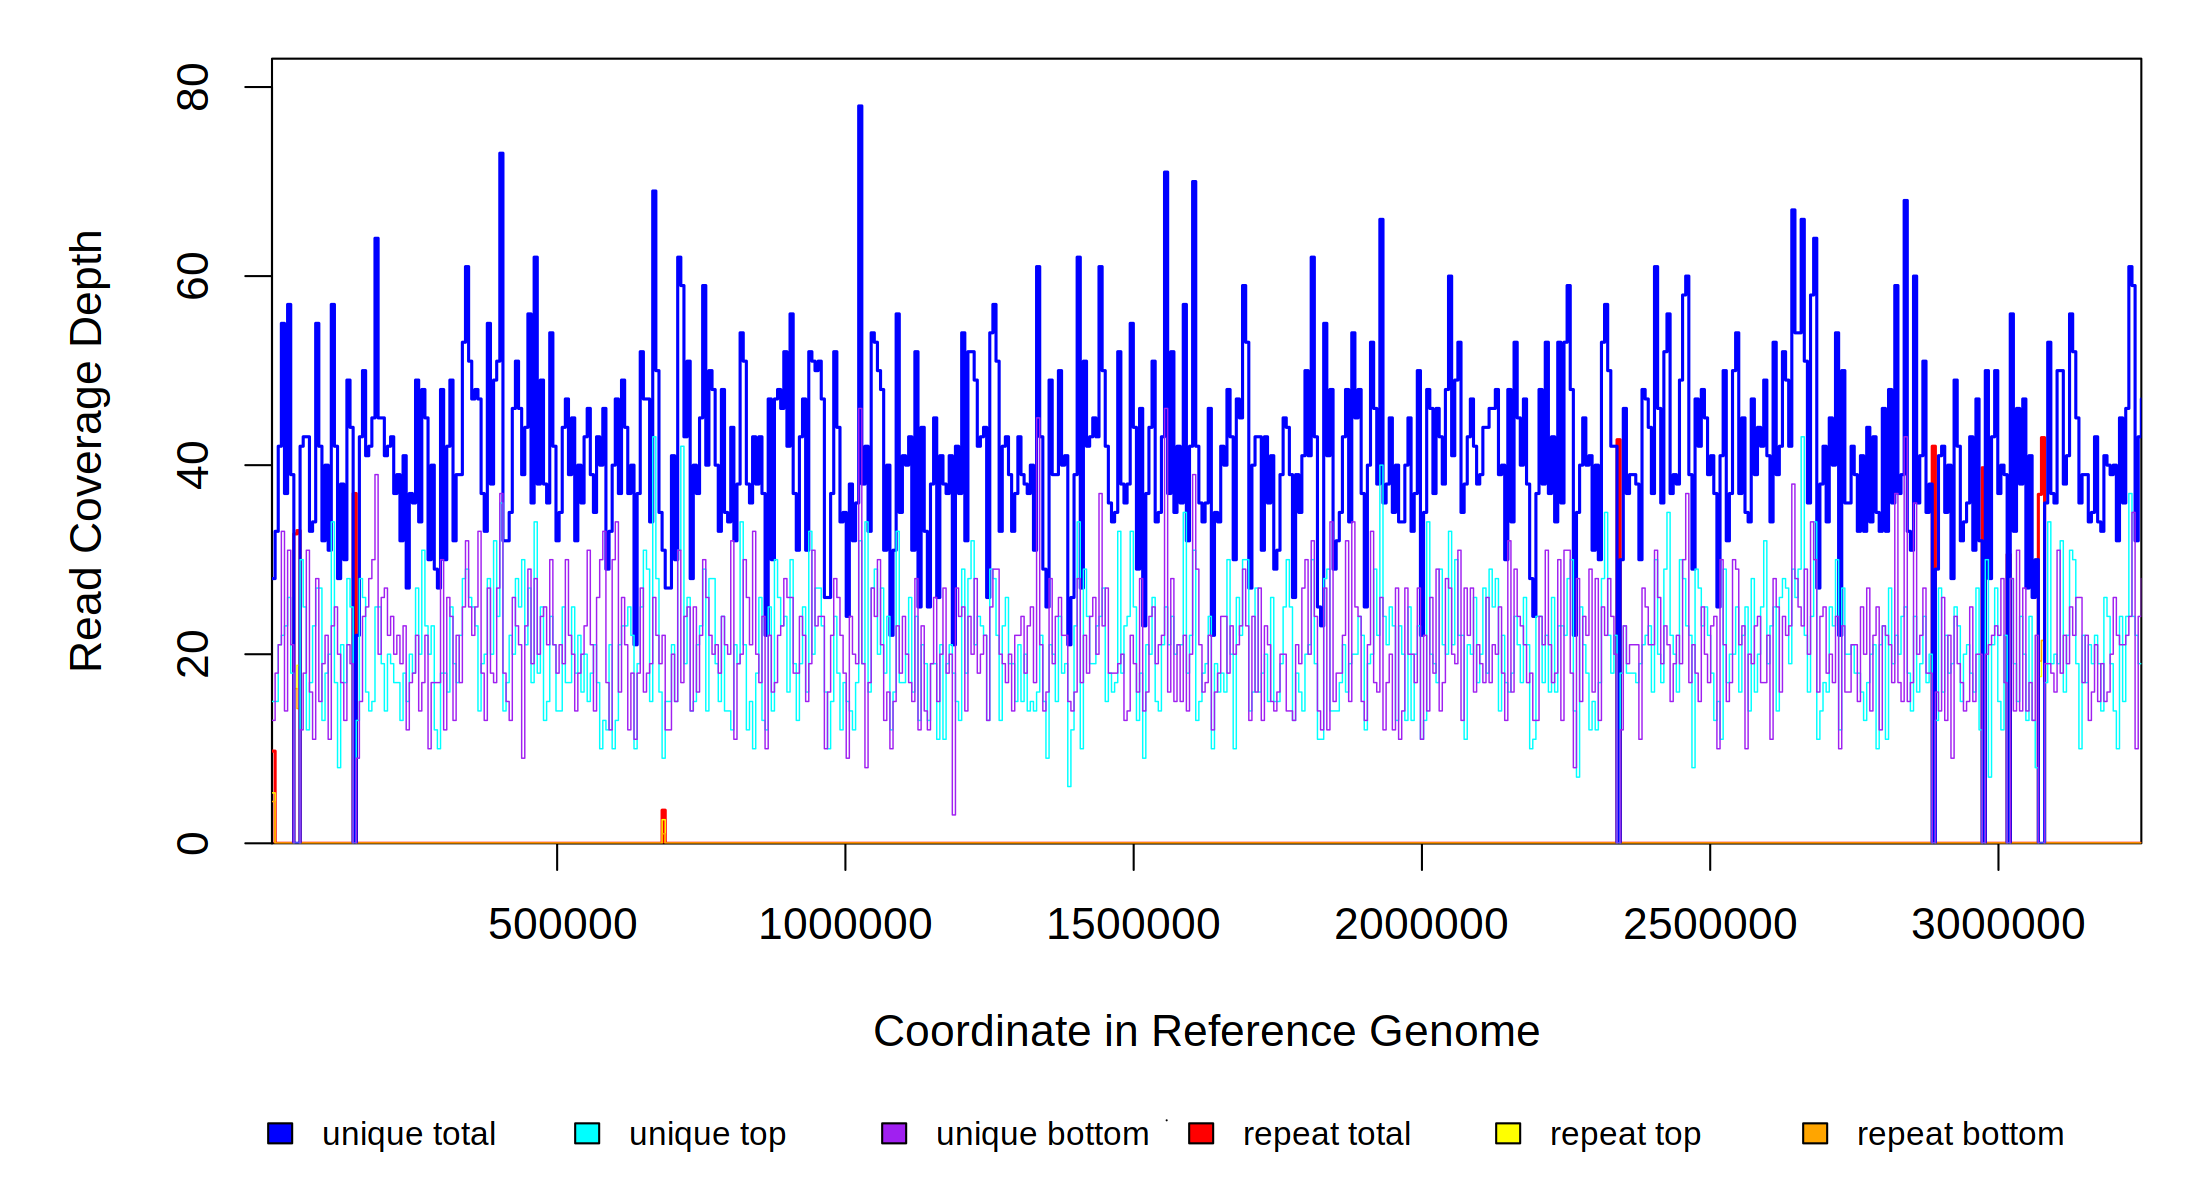 Read Coverage Depth
80
60
40
20
0
500000 1000000 1500000 2000000 2500000 3000000
Coordinate in Reference Genome
unique total unique top unique bottom repeat total repeat top repeat bottom